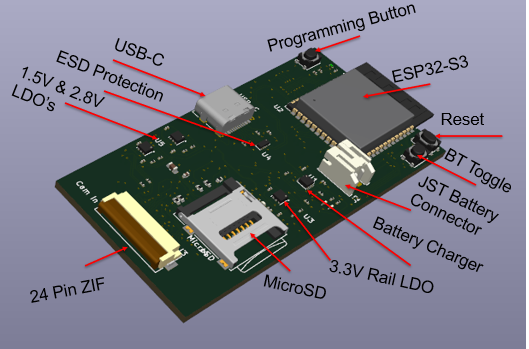 Programming Button
USB-C
ESD Protection
1.5V & 2.8V
LDO's
ESP32-S3
Reset
BT Toggle
JST Battery
Connector
Battery Charger
3.3V Rail LDO
MicroSD
24 Pin ZIF
U2
U5
U4
U3
Cam In
MicroSD